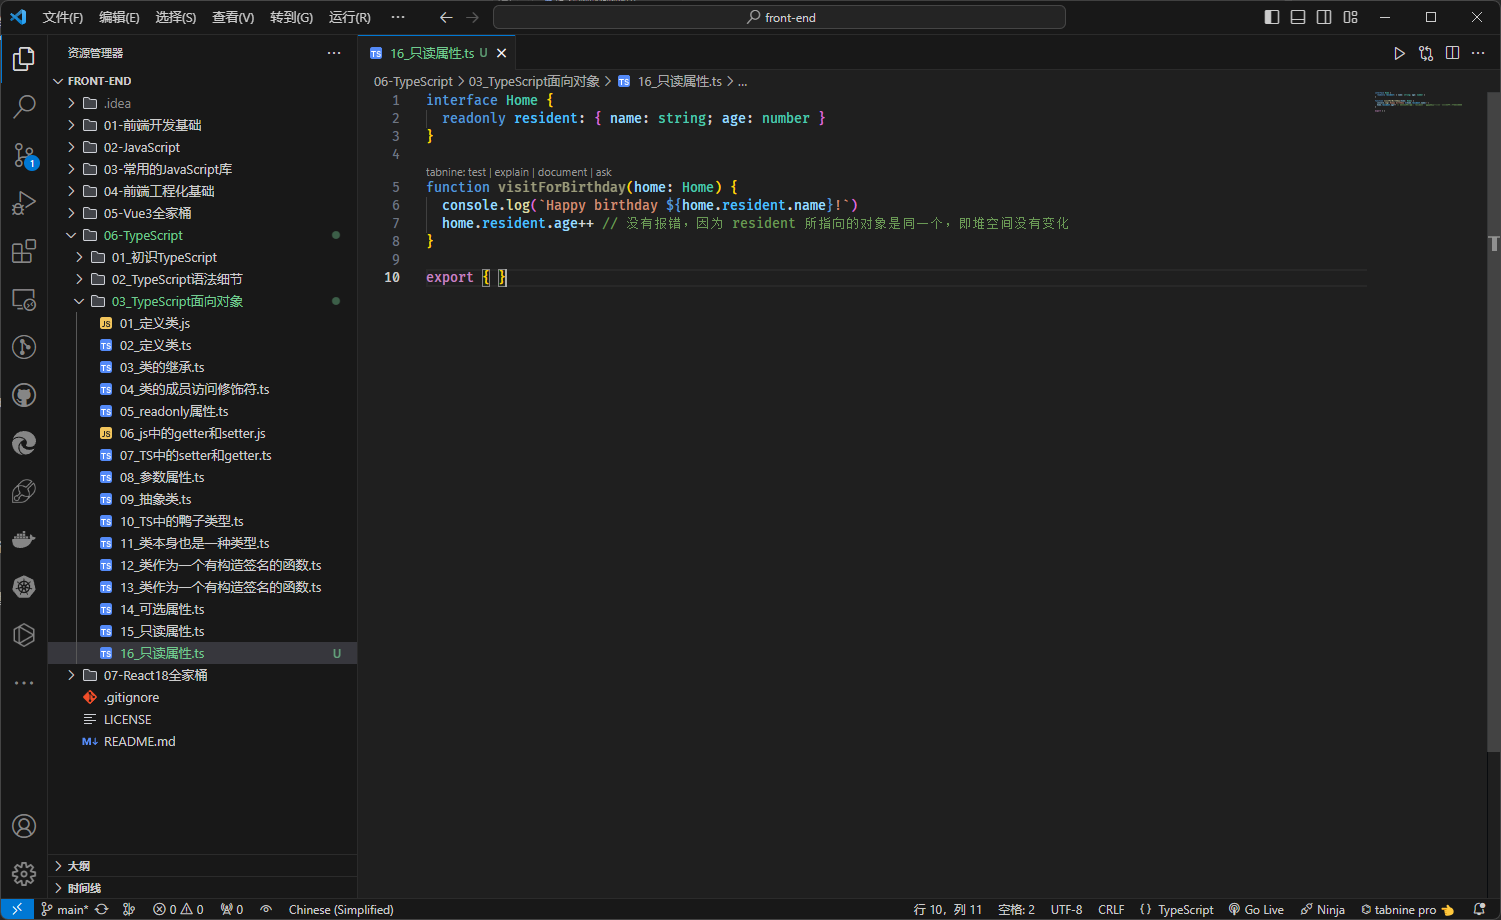 文件(F) 编辑(E) 选择(S) 查看(V) 转到(G) 运行(R) ··· front-end
资源管理器 ···
FRONT-END
.idea
01-前端开发基础
02-JavaScript
03-常用的JavaScript库
04-前端工程化基础
05-Vue3全家桶
06-TypeScript
01_初识TypeScript
02_TypeScript语法细节
03_TypeScript面向对象
JS 01_定义类.js
TS 02_定义类.ts
TS 03_类的继承.ts
TS 04_类的成员访问修饰符.ts
TS 05_readonly属性.ts
JS 06_js中的getter和setter.js
TS 07_TS中的setter和getter.ts
TS 08_参数属性.ts
TS 09_抽象类.ts
TS 10_TS中的鸭子类型.ts
TS 11_类本身也是一种类型.ts
TS 12_类作为一个有构造签名的函数.ts
TS 13_类作为一个有构造签名的函数.ts
TS 14_可选属性.ts
TS 15_只读属性.ts
TS 16_只读属性.ts U
07-React18全家桶
.gitignore
LICENSE
M↓ README.md
大纲
时间线
1
TS 16_只读属性.ts U
06-TypeScript > 03_TypeScript面向对象 > TS 16_只读属性.ts > ...
1 interface Home {
2 readonly resident: { name: string; age: number }
3 }
4
tabnine: test | explain | document | ask
5 function visitForBirthday(home: Home) {
6 console.log(`Happy birthday ${home.resident.name}!`)
7 home.resident.age++ // 没有报错，因为 resident 所指向的对象是同一个，即堆空间没有变化
8 }
9
10 export { }
main* 0 0 0 Chinese (Simplified) 行 10，列 11 空格: 2 UTF-8 CRLF { } TypeScript Go Live Ninja tabnine pro